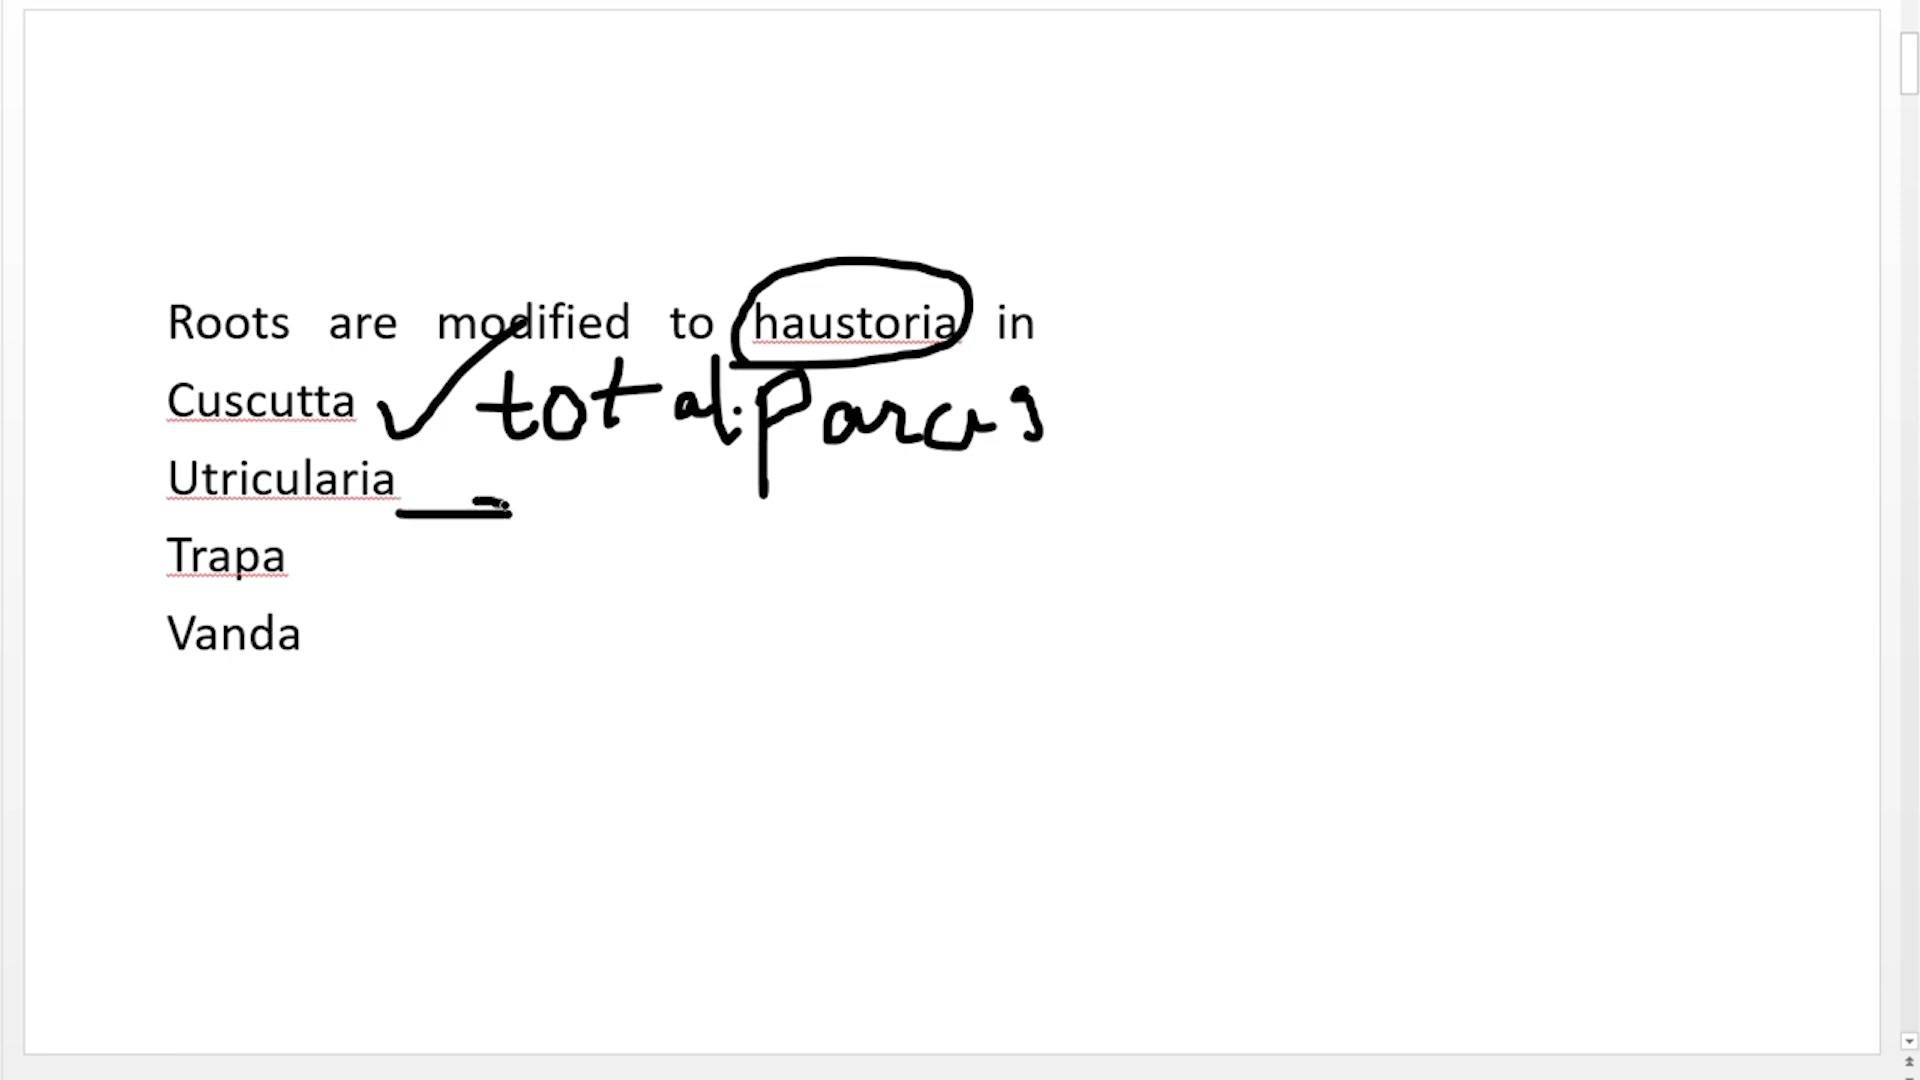 Roots are modified to haustoria in
Cuscutta total. Paras
Utricularia
Trapa
Vanda